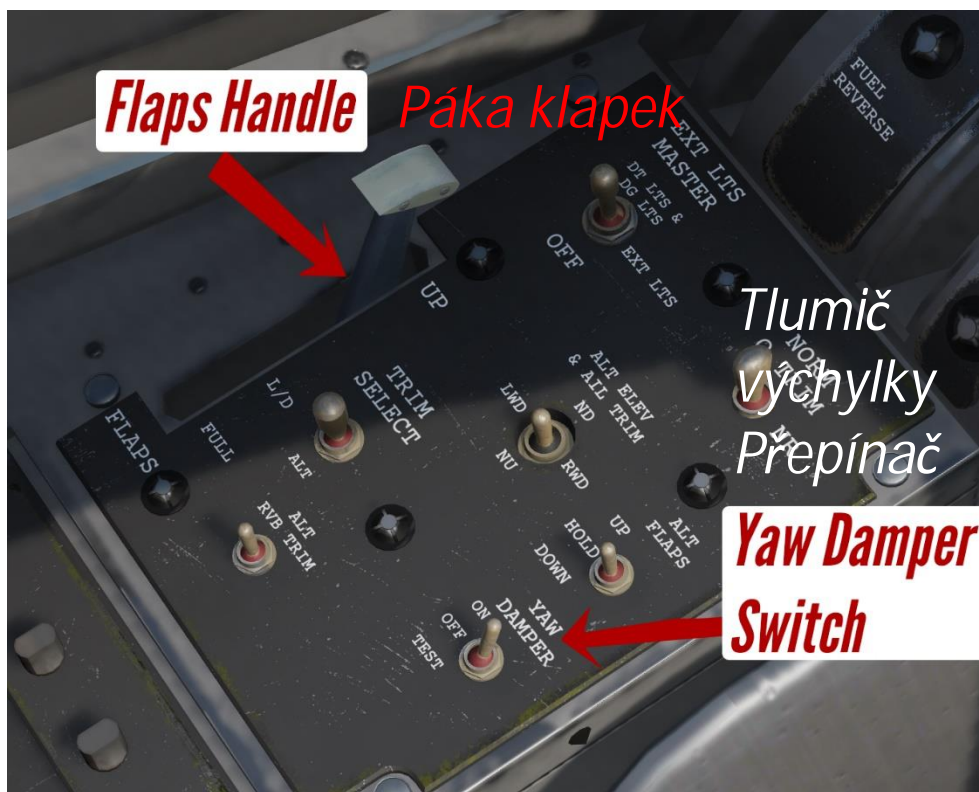 Flaps Handle
Páka klapek
FUEL
REVERSE
EXT LTS
MASTER
DT LTS &
DG LTS
OFF
EXT LTS
UP
Tlumič
výchylky
Přepínač
NORM
TRIM
L/D
TRIM
SELECT
ALT
ALT ELEV
& AIL TRIM
LWD
ND
NU
RWD
FLAPS
FULL
ALT
RVB TRIM
ALT
FLAPS
UP
HOLD
DOWN
Yaw Damper
Switch
YAW
DAMPER
ON
OFF
TEST